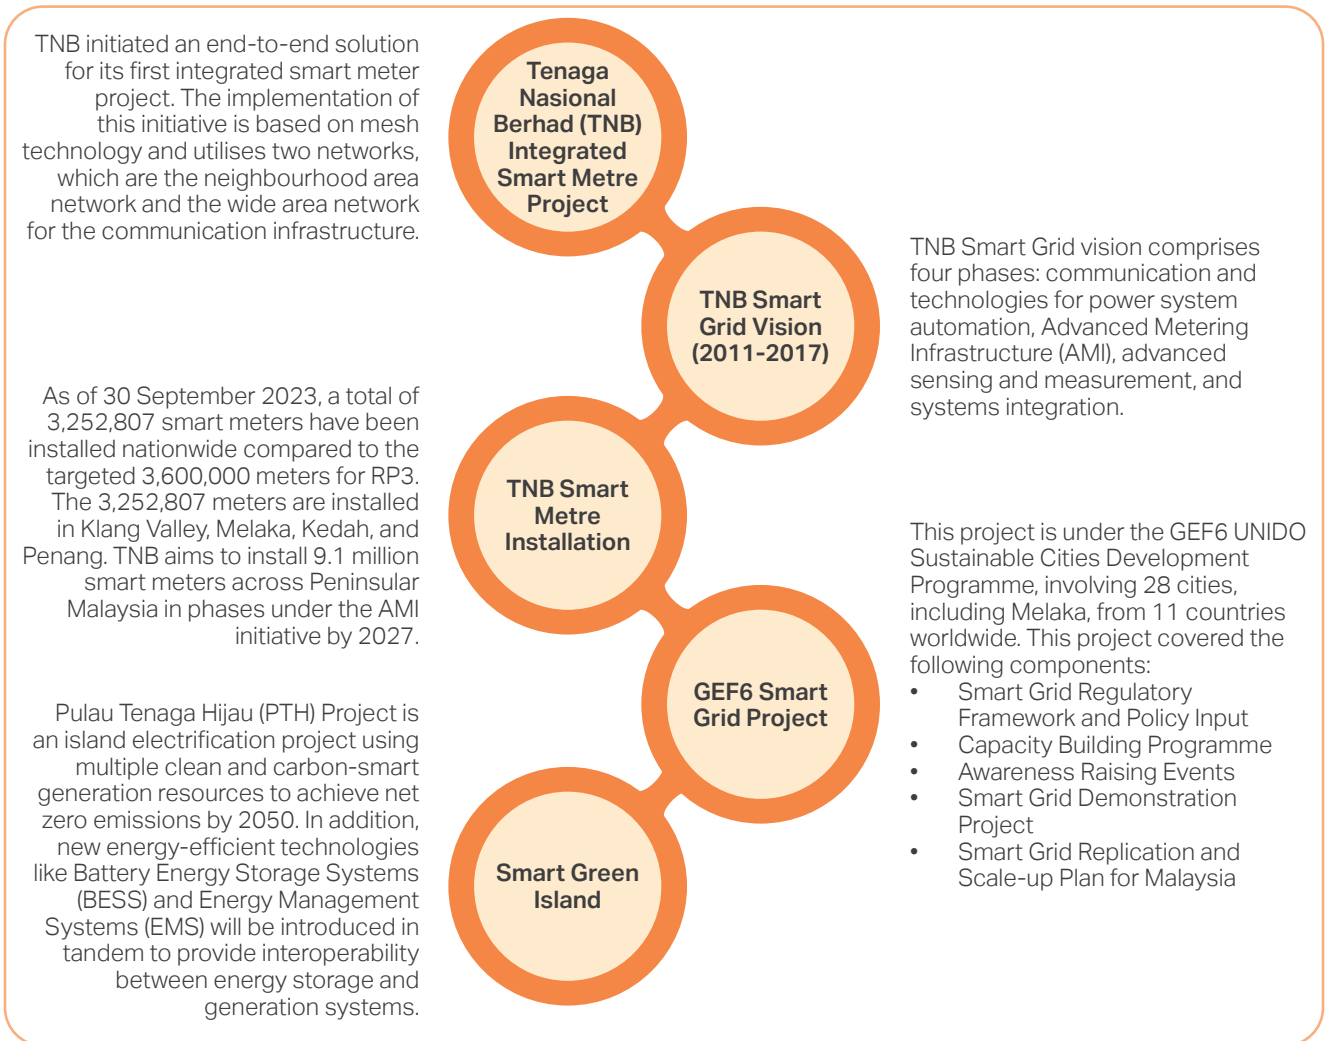 TNB initiated an end-to-end solution
for its first integrated smart meter
project. The implementation of
this initiative is based on mesh
technology and utilises two networks,
which are the neighbourhood area
network and the wide area network
for the communication infrastructure.
Tenaga
Nasional
Berhad (TNB)
Integrated
Smart Metre
Project
TNB Smart
Grid Vision
(2011-2017)
TNB Smart Grid vision comprises
four phases: communication and
technologies for power system
automation, Advanced Metering
Infrastructure (AMI), advanced
sensing and measurement, and
systems integration.
As of 30 September 2023, a total of
3,252,807 smart meters have been
installed nationwide compared to the
targeted 3,600,000 meters for RP3.
The 3,252,807 meters are installed
in Klang Valley, Melaka, Kedah, and
Penang. TNB aims to install 9.1 million
smart meters across Peninsular
Malaysia in phases under the AMI
initiative by 2027.
TNB Smart
Metre
Installation
GEF6 Smart
Grid Project
This project is under the GEF6 UNIDO
Sustainable Cities Development
Programme, involving 28 cities,
including Melaka, from 11 countries
worldwide. This project covered the
following components:
• Smart Grid Regulatory
Framework and Policy Input
• Capacity Building Programme
• Awareness Raising Events
• Smart Grid Demonstration
Project
• Smart Grid Replication and
Scale-up Plan for Malaysia
Pulau Tenaga Hijau (PTH) Project is
an island electrification project using
multiple clean and carbon-smart
generation resources to achieve net
zero emissions by 2050. In addition,
new energy-efficient technologies
like Battery Energy Storage Systems
(BESS) and Energy Management
Systems (EMS) will be introduced in
tandem to provide interoperability
between energy storage and
generation systems.
Smart Green
Island